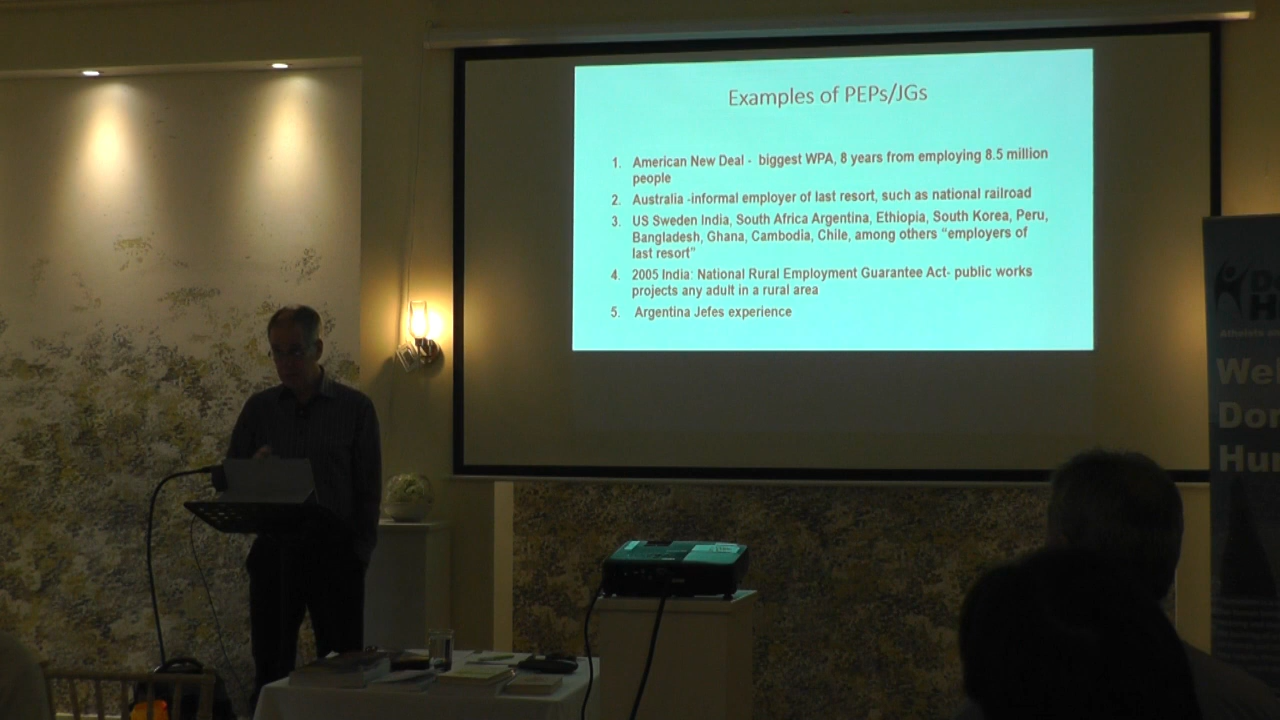 Examples of PEPs/JGs
1. American New Deal - biggest WPA, 8 years from employing 8.5 million
people
2. Australia -informal employer of last resort, such as national railroad
3. US Sweden India, South Africa Argentina, Ethiopia, South Korea, Peru,
Bangladesh, Ghana, Cambodia, Chile, among others “employers of
last resort”
4. 2005 India: National Rural Employment Guarantee Act- public works
projects any adult in a rural area
5. Argentina Jefes experience